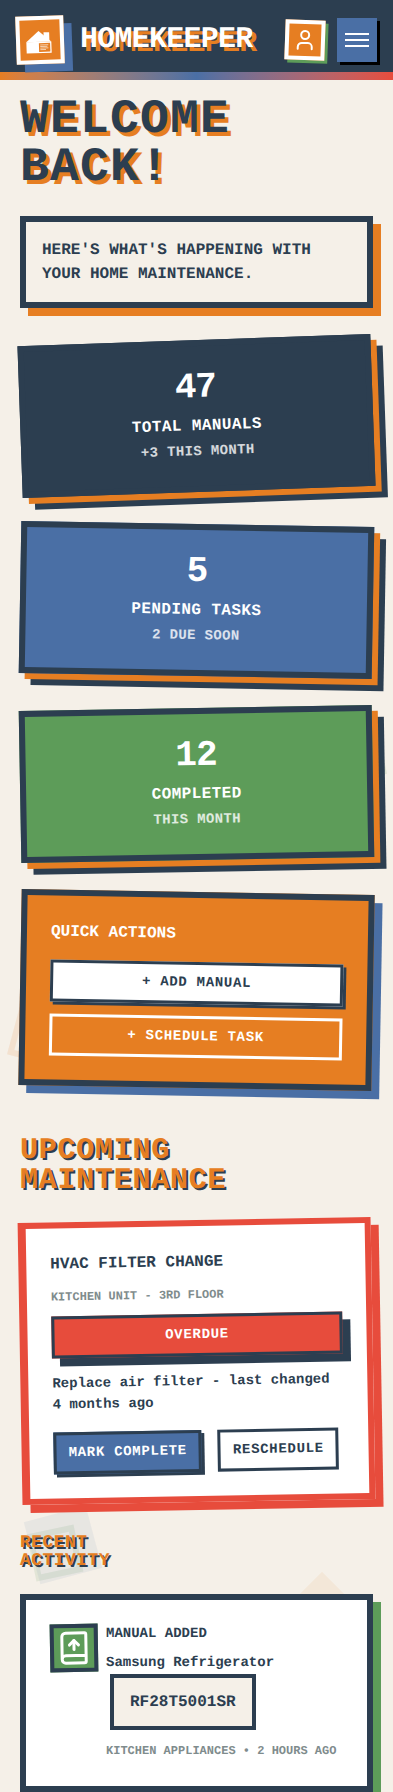 HOMEKEEPER
WELCOME
BACK!
HERE'S WHAT'S HAPPENING WITH
YOUR HOME MAINTENANCE.
47
TOTAL MANUALS
+3 THIS MONTH
5
PENDING TASKS
2 DUE SOON
12
COMPLETED
THIS MONTH
QUICK ACTIONS
+ ADD MANUAL
+ SCHEDULE TASK
UPCOMING
MAINTENANCE
HVAC FILTER CHANGE
KITCHEN UNIT - 3RD FLOOR
OVERDUE
Replace air filter - last changed
4 months ago
MARK COMPLETE
RESCHEDULE
RECENT
ACTIVITY
MANUAL ADDED
Samsung Refrigerator
RF28T5001SR
KITCHEN APPLIANCES • 2 HOURS AGO